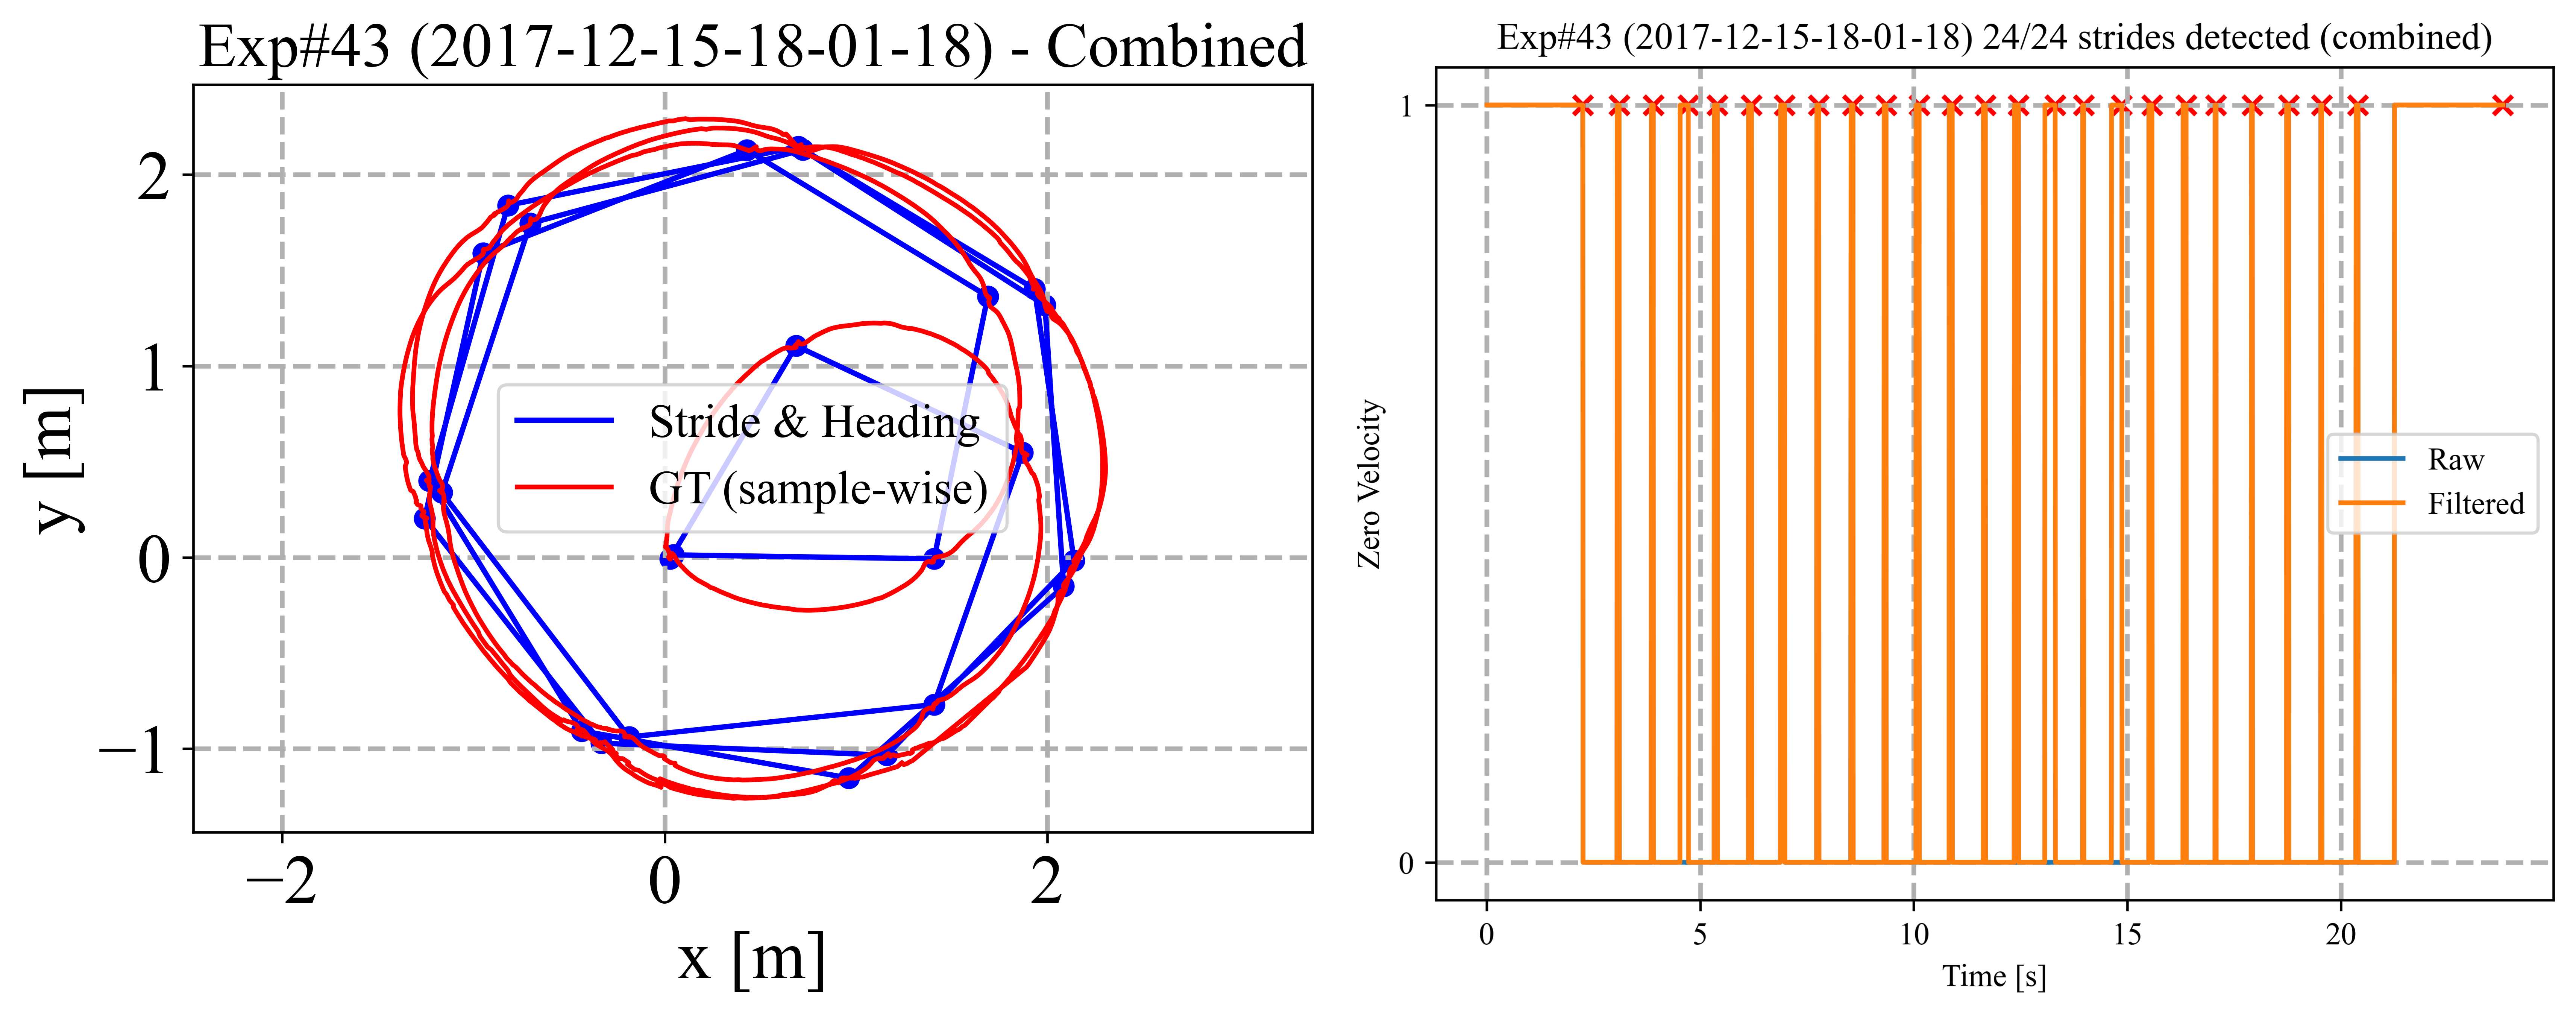 Exp#43 (2017-12-15-18-01-18) - Combined
2
1
0
−1
y [m]
Stride & Heading
GT (sample-wise)
−2
0
2
x [m]
Exp#43 (2017-12-15-18-01-18) 24/24 strides detected (combined)
1
0
Zero Velocity
Raw
Filtered
0
5
10
15
20
Time [s]